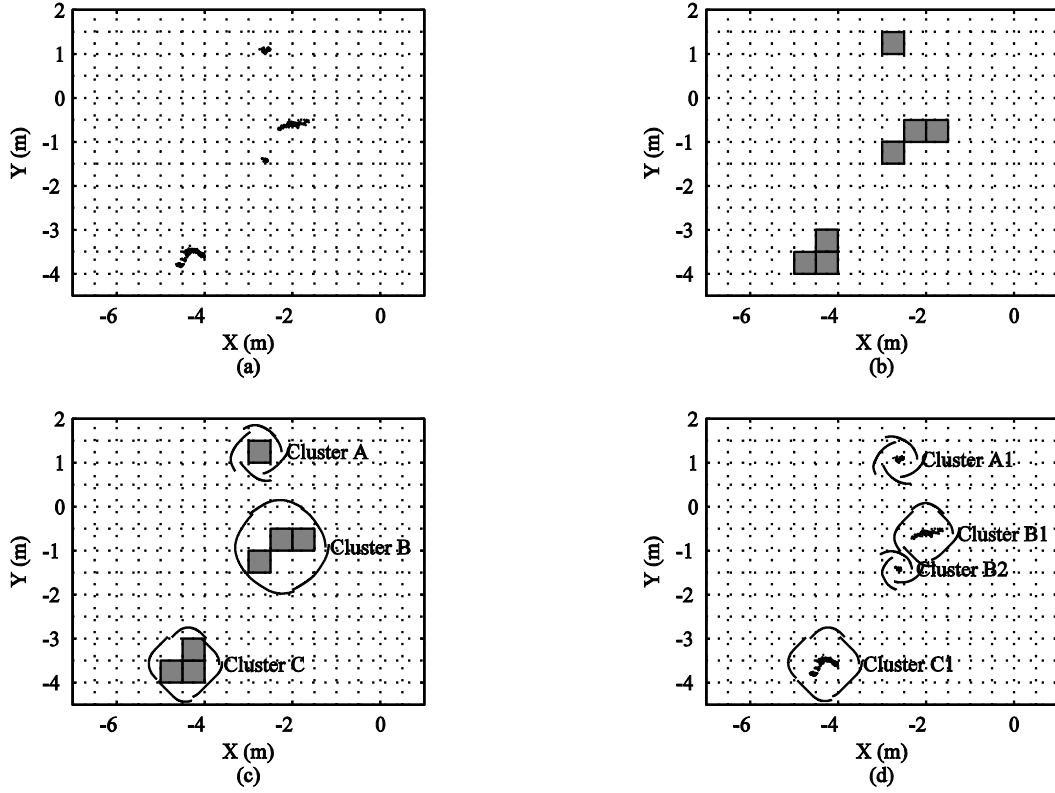 2
1
0
-1
-2
-3
-4
Y (m)
-6 -4 -2 0
X (m)
(a)
2
1
0
-1
-2
-3
-4
Y (m)
-6 -4 -2 0
X (m)
(b)
2
1
0
-1
-2
-3
-4
Y (m)
Cluster A
Cluster B
Cluster C
-6 -4 -2 0
X (m)
(c)
2
1
0
-1
-2
-3
-4
Y (m)
Cluster A1
Cluster B1
Cluster B2
Cluster C1
-6 -4 -2 0
X (m)
(d)